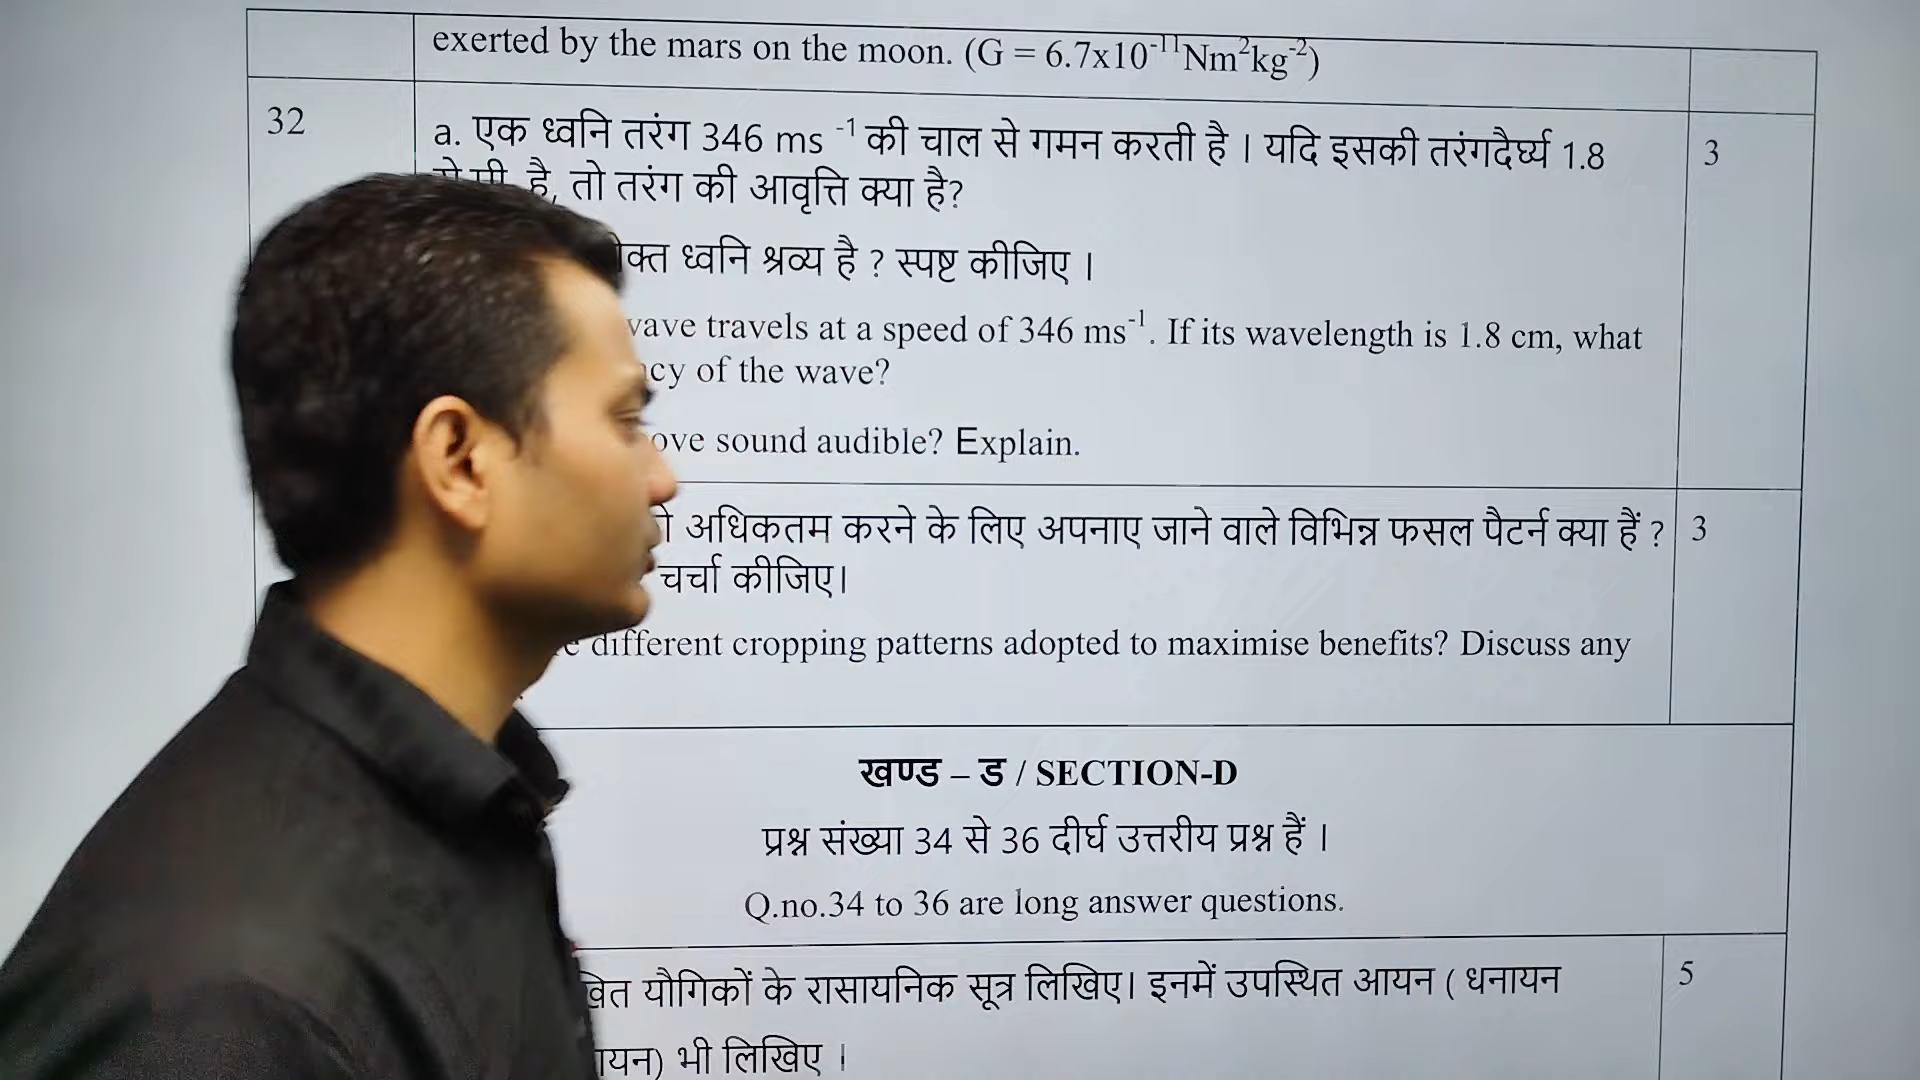 exerted by the mars on the moon. (G = 6.7x10⁻¹¹Nm²kg⁻²)
32
a. एक ध्वनि तरंग 346 ms ⁻¹ की चाल से गमन करती है । यदि इसकी तरंगदैर्घ्य 1.8
3
है, तो तरंग की आवृत्ति क्या है?
ध्वनि श्रव्य है ? स्पष्ट कीजिए ।
travels at a speed of 346 ms⁻¹. If its wavelength is 1.8 cm, what
of the wave?
sound audible? Explain.
अधिकतम करने के लिए अपनाए जाने वाले विभिन्न फसल पैटर्न क्या हैं ?
3
चर्चा कीजिए।
different cropping patterns adopted to maximise benefits? Discuss any
खण्ड – ड / SECTION-D
प्रश्न संख्या 34 से 36 दीर्घ उत्तरीय प्रश्न हैं ।
Q.no.34 to 36 are long answer questions.
यौगिकों के रासायनिक सूत्र लिखिए। इनमें उपस्थित आयन ( धनायन
5
भी लिखिए ।